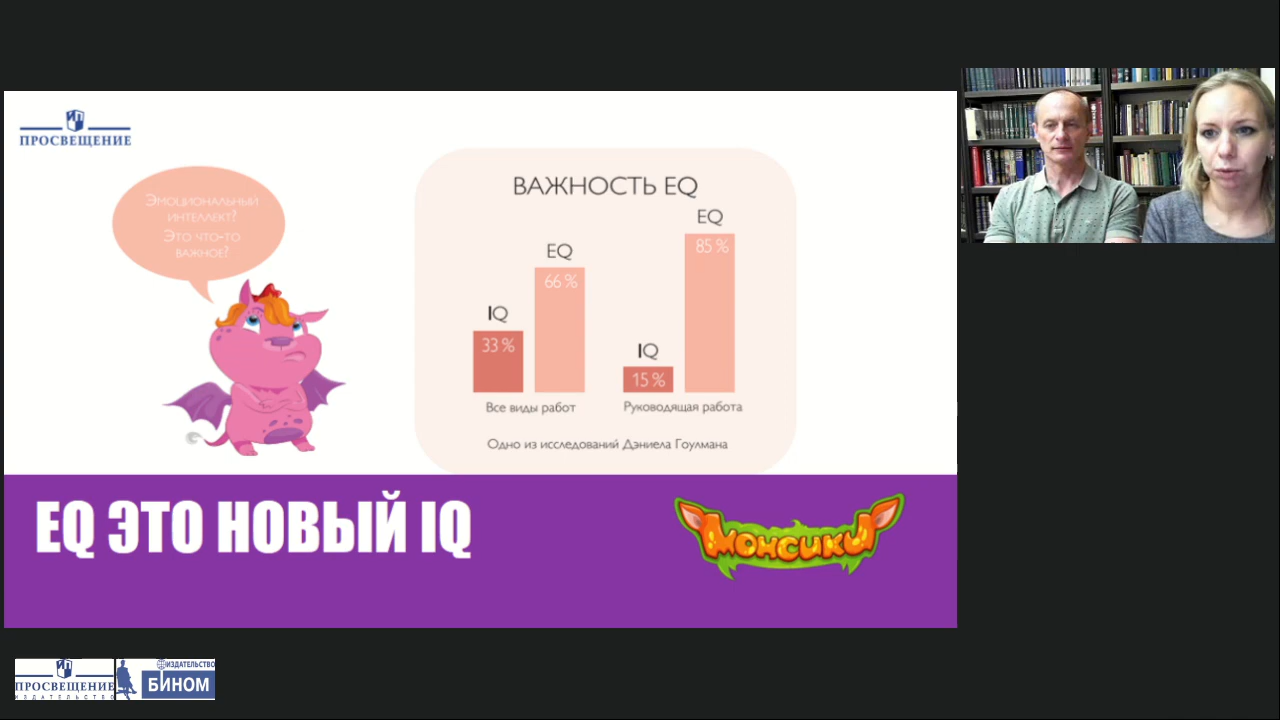 ПРОСВЕЩЕНИЕ
Эмоциональный
интеллект?
Это что-то
важное?
ВАЖНОСТЬ EQ
EQ
85 %
EQ
66 %
IQ
33 %
IQ
15 %
Все виды работ
Руководящая работа
Одно из исследований Дэниела Гоулмана
EQ ЭТО НОВЫЙ IQ
МОНСИКИ
ПРОСВЕЩЕНИЕ
ИЗДАТЕЛЬСТВО
ИЗДАТЕЛЬСТВО
БИНОМ